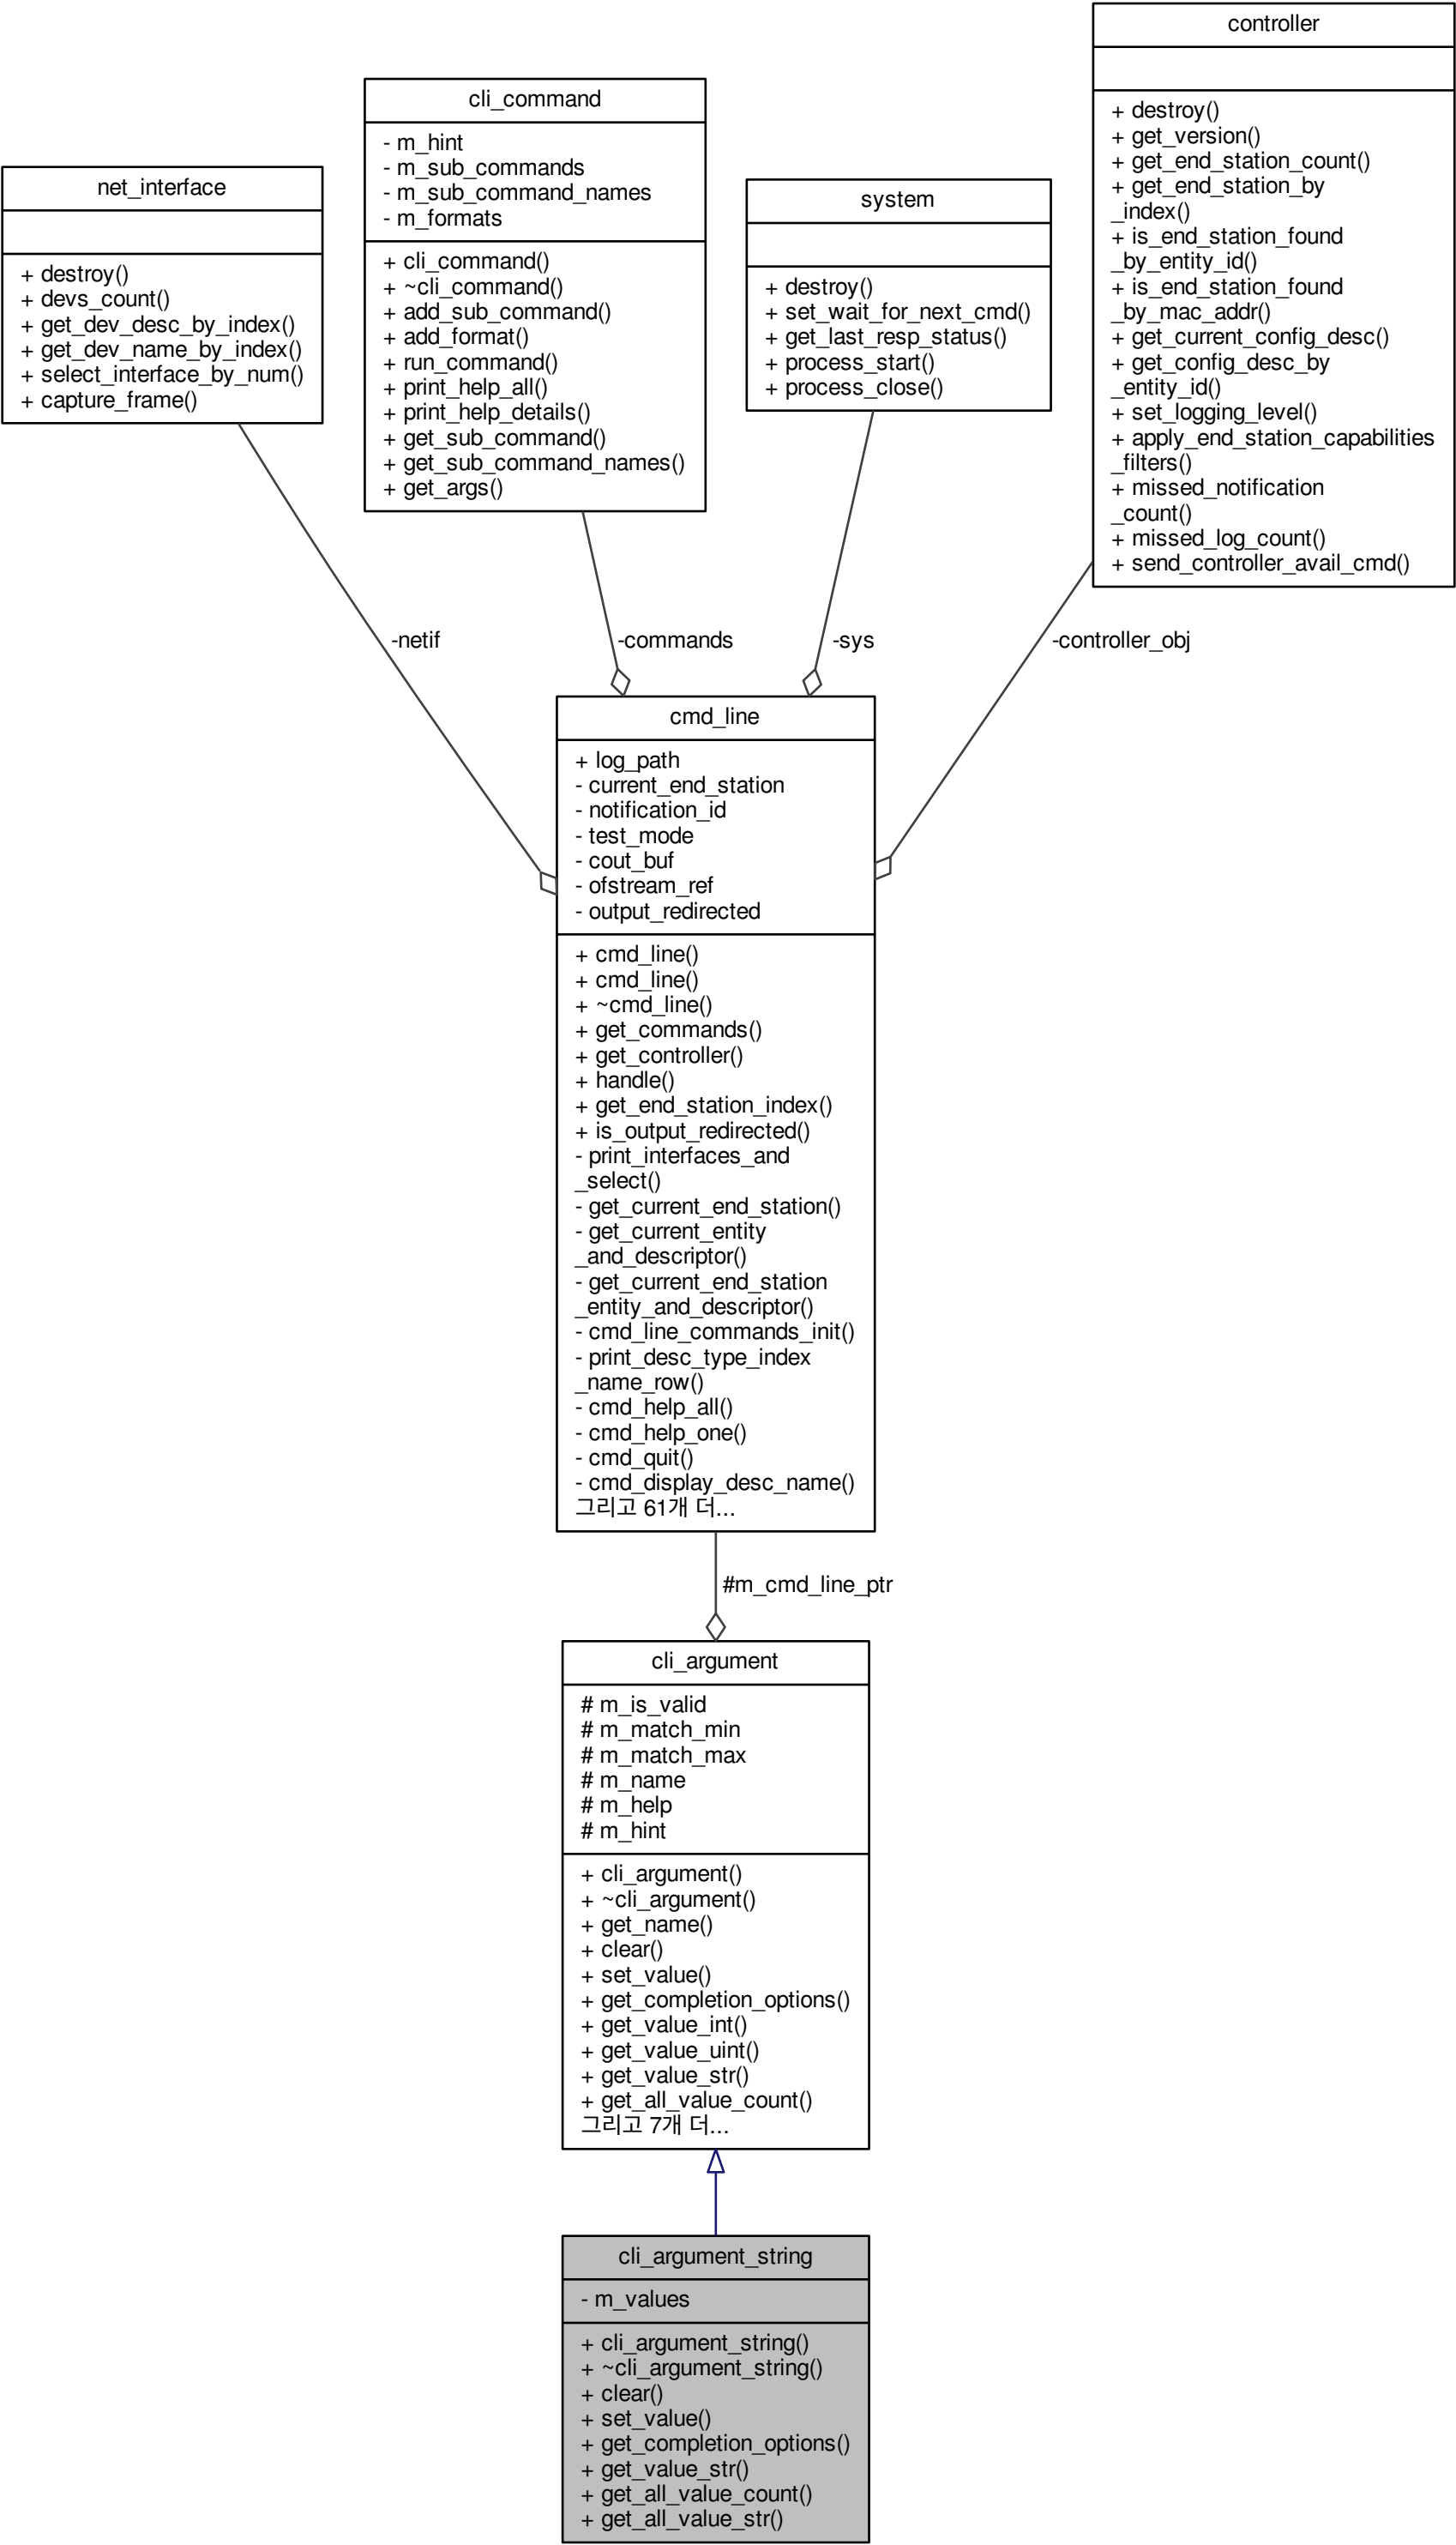 controller
+ destroy()
+ get_version()
+ get_end_station_count()
+ get_end_station_by
_index()
+ is_end_station_found
_by_entity_id()
+ is_end_station_found
_by_mac_addr()
+ get_current_config_desc()
+ get_config_desc_by
_entity_id()
+ set_logging_level()
+ apply_end_station_capabilities
_filters()
+ missed_notification
_count()
+ missed_log_count()
+ send_controller_avail_cmd()
cli_command
- m_hint
- m_sub_commands
- m_sub_command_names
- m_formats
+ cli_command()
+ ~cli_command()
+ add_sub_command()
+ add_format()
+ run_command()
+ print_help_all()
+ print_help_details()
+ get_sub_command()
+ get_sub_command_names()
+ get_args()
net_interface
+ destroy()
+ devs_count()
+ get_dev_desc_by_index()
+ get_dev_name_by_index()
+ select_interface_by_num()
+ capture_frame()
system
+ destroy()
+ set_wait_for_next_cmd()
+ get_last_resp_status()
+ process_start()
+ process_close()
-netif
-commands
-sys
-controller_obj
cmd_line
+ log_path
- current_end_station
- notification_id
- test_mode
- cout_buf
- ofstream_ref
- output_redirected
+ cmd_line()
+ cmd_line()
+ ~cmd_line()
+ get_commands()
+ get_controller()
+ handle()
+ get_end_station_index()
+ is_output_redirected()
- print_interfaces_and
_select()
- get_current_end_station()
- get_current_entity
_and_descriptor()
- get_current_end_station
_entity_and_descriptor()
- cmd_line_commands_init()
- print_desc_type_index
_name_row()
- cmd_help_all()
- cmd_help_one()
- cmd_quit()
- cmd_display_desc_name()
그리고 61개 더...
#m_cmd_line_ptr
cli_argument
# m_is_valid
# m_match_min
# m_match_max
# m_name
# m_help
# m_hint
+ cli_argument()
+ ~cli_argument()
+ get_name()
+ clear()
+ set_value()
+ get_completion_options()
+ get_value_int()
+ get_value_uint()
+ get_value_str()
+ get_all_value_count()
그리고 7개 더...
cli_argument_string
- m_values
+ cli_argument_string()
+ ~cli_argument_string()
+ clear()
+ set_value()
+ get_completion_options()
+ get_value_str()
+ get_all_value_count()
+ get_all_value_str()